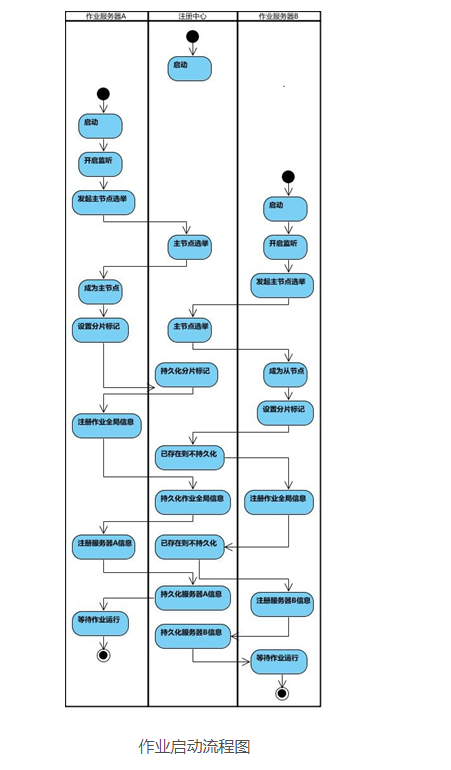 作业服务器A
注册中心
作业服务器B
启动
启动
开启监听
发起主节点选举
启动
主节点选举
开启监听
成为主节点
发起主节点选举
设置分片标记
主节点选举
持久化分片标记
成为从节点
注册作业全局信息
设置分片标记
已存在则不持久化
持久化作业全局信息
注册作业全局信息
注册服务器A信息
已存在则不持久化
持久化服务器A信息
注册服务器B信息
等待作业运行
持久化服务器B信息
等待作业运行
作业启动流程图